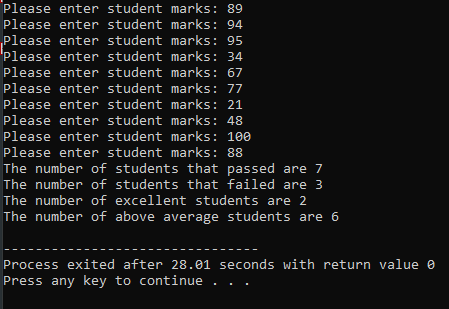 Please enter student marks: 89
Please enter student marks: 94
Please enter student marks: 95
Please enter student marks: 34
Please enter student marks: 67
Please enter student marks: 77
Please enter student marks: 21
Please enter student marks: 48
Please enter student marks: 100
Please enter student marks: 88
The number of students that passed are 7
The number of students that failed are 3
The number of excellent students are 2
The number of above average students are 6
--------------------------------
Process exited after 28.01 seconds with return value 0
Press any key to continue . . .